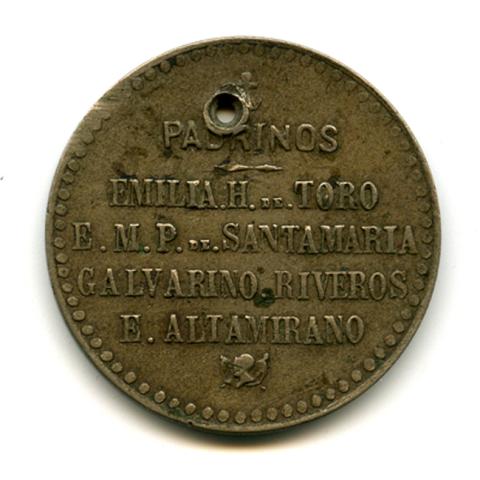 PADRINOS
EMILIA.H. DE. TORO
E. M. P. DE. SANTAMARIA
GALVARINO RIVEROS
E. ALTAMIRANO